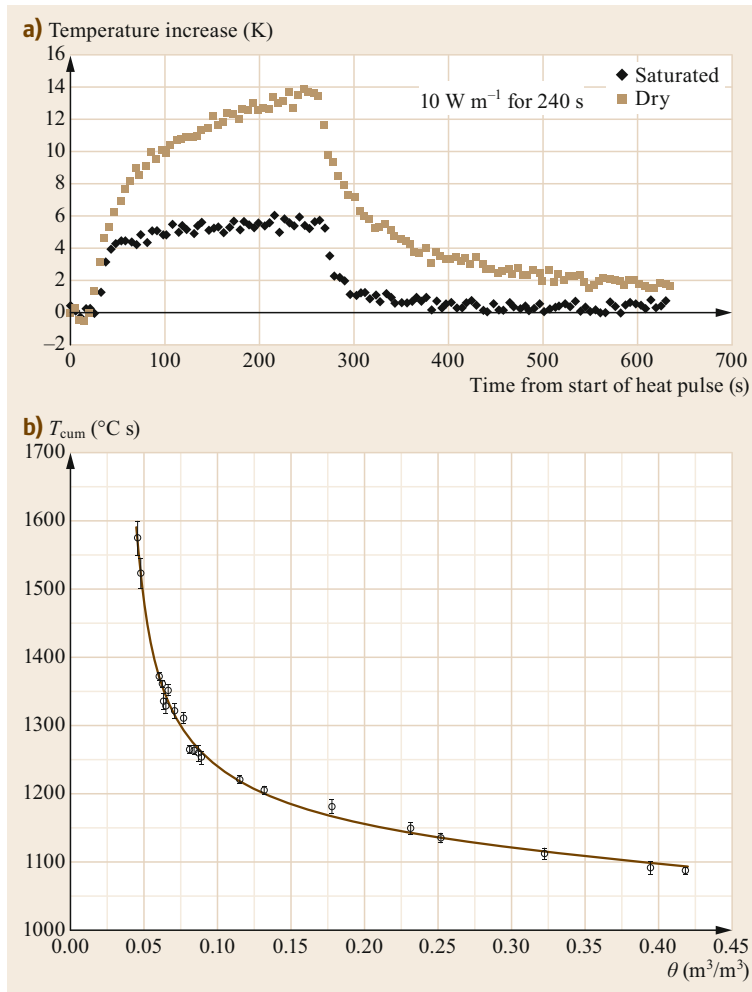 a) Temperature increase (K)
16
14
12
10
8
6
4
2
0
–2
10 W m⁻¹ for 240 s
Saturated
Dry
0 100 200 300 400 500 600 700
Time from start of heat pulse (s)
b) Tcum (°C s)
1700
1600
1500
1400
1300
1200
1100
1000
0.00 0.05 0.10 0.15 0.20 0.25 0.30 0.35 0.40 0.45
θ (m³/m³)